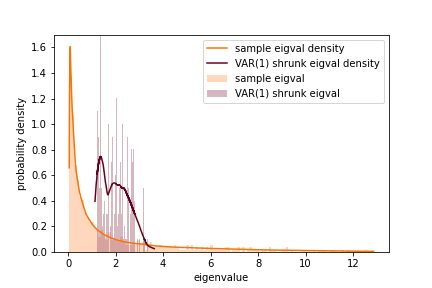 sample eigval density
VAR(1) shrunk eigval density
sample eigval
VAR(1) shrunk eigval
probability density
1.6
1.4
1.2
1.0
0.8
0.6
0.4
0.2
0.0
0 2 4 6 8 10 12
eigenvalue